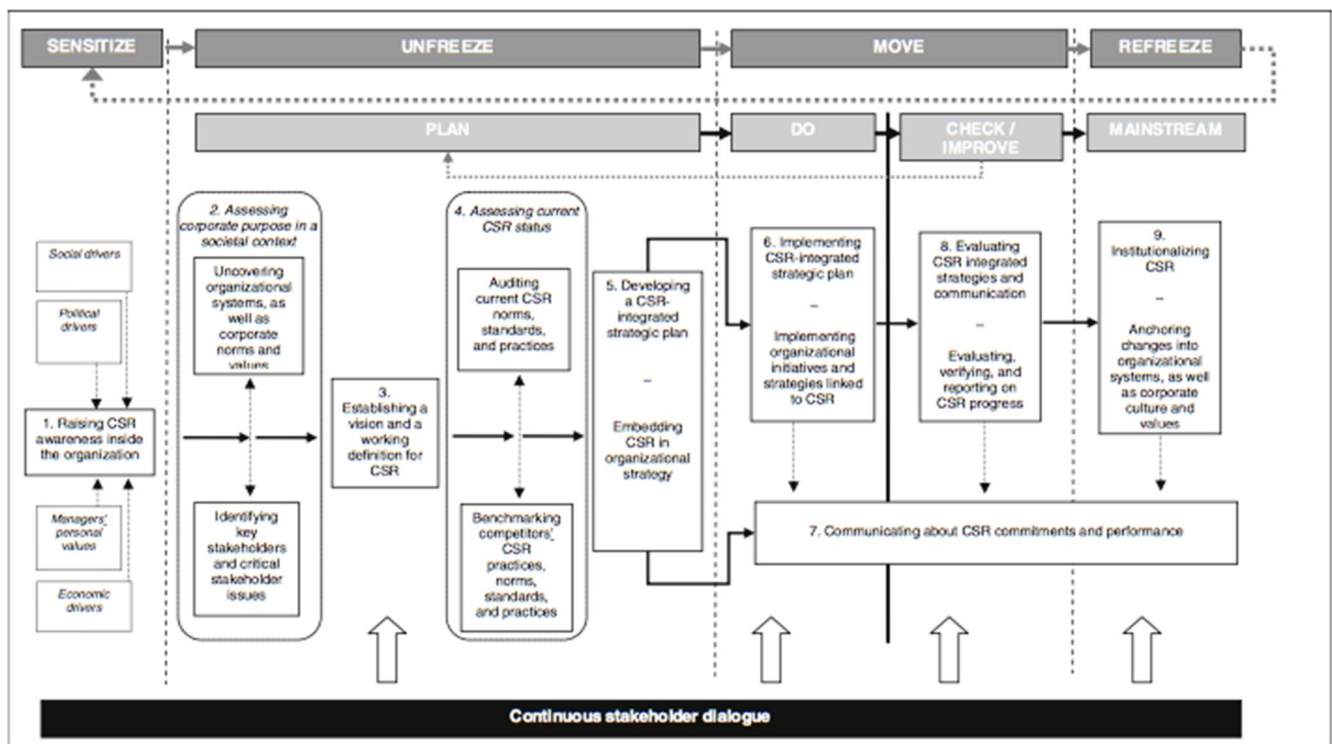 SENSITIZE
UNFREEZE
MOVE
REFREEZE
PLAN
DO
CHECK /
IMPROVE
MAINSTREAM
Social drivers
Political
drivers
1. Raising CSR
awareness inside
the organization
Managers'
personal
values
Economic
drivers
2. Assessing
corporate purpose in a
societal context
Uncovering
organizational
systems, as
well as
corporate
norms and
values
Identifying
key
stakeholders
and critical
stakeholder
issues
3.
Establishing a
vision and a
working
definition for
CSR
4. Assessing current
CSR status
Auditing
current CSR
norms,
standards,
and practices
Benchmarking
competitors'
CSR
practices,
norms,
standards,
and practices
5. Developing
a CSR-
integrated
strategic plan
–
Embedding
CSR in
organizational
strategy
6. Implementing
CSR-integrated
strategic plan
–
Implementing
organizational
initiatives and
strategies linked
to CSR
8. Evaluating
CSR integrated
strategies and
communication
–
Evaluating,
verifying, and
reporting on
CSR progress
9.
Institutionalizing
CSR
–
Anchoring
changes into
organizational
systems, as well
as corporate
culture and
values
7. Communicating about CSR commitments and performance
Continuous stakeholder dialogue